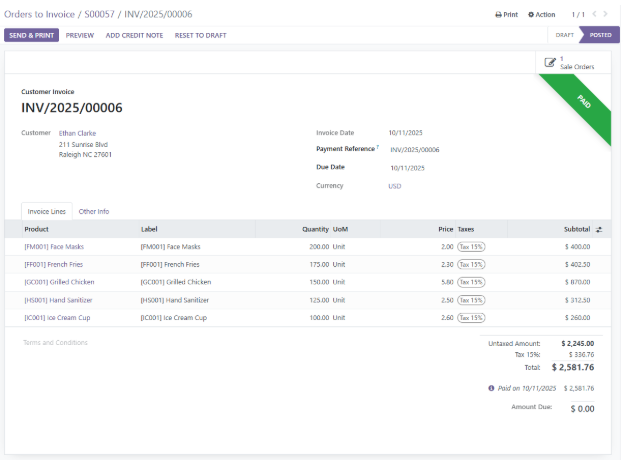 Orders to Invoice / S00057 / INV/2025/00006
Print Action 1 / 1
SEND & PRINT PREVIEW ADD CREDIT NOTE RESET TO DRAFT DRAFT POSTED
1
Sale Orders
PAID
Customer Invoice
INV/2025/00006
Customer Ethan Clarke
211 Sunrise Blvd
Raleigh NC 27601
Invoice Date 10/11/2025
Payment Reference ? INV/2025/00006
Due Date 10/11/2025
Currency USD
Invoice Lines Other Info
Product Label Quantity UoM Price Taxes Subtotal
[FM001] Face Masks [FM001] Face Masks 200.00 Unit 2.00 Tax 15% $ 400.00
[FF001] French Fries [FF001] French Fries 175.00 Unit 2.30 Tax 15% $ 402.50
[GC001] Grilled Chicken [GC001] Grilled Chicken 150.00 Unit 5.80 Tax 15% $ 870.00
[HS001] Hand Sanitizer [HS001] Hand Sanitizer 125.00 Unit 2.50 Tax 15% $ 312.50
[IC001] Ice Cream Cup [IC001] Ice Cream Cup 100.00 Unit 2.60 Tax 15% $ 260.00
Terms and Conditions
Untaxed Amount: $ 2,245.00
Tax 15%: $ 336.76
Total: $ 2,581.76
Paid on 10/11/2025 $ 2,581.76
Amount Due: $ 0.00